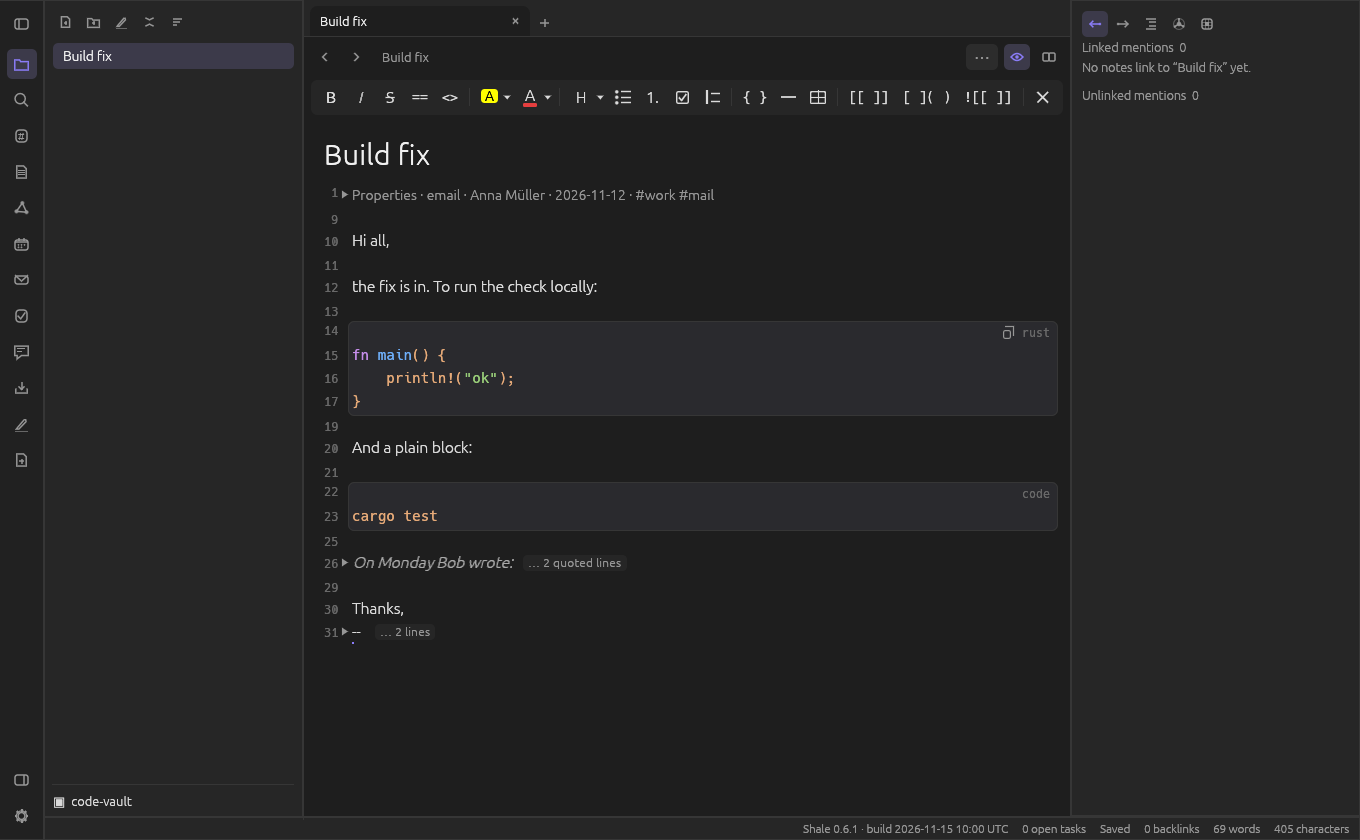 Build fix
Build fix ×
Build fix
B I S == <> A A H 1. { } [[ ]] [ ]( ) ![[ ]]
Build fix
1 Properties · email · Anna Müller · 2026-11-12 · #work #mail
9
10 Hi all,
11
12 the fix is in. To run the check locally:
13
14 rust
15 fn main() {
16 println!("ok");
17 }
19
20 And a plain block:
21
22 code
23 cargo test
25
26 On Monday Bob wrote: … 2 quoted lines
29
30 Thanks,
31 -- … 2 lines
Linked mentions 0
No notes link to “Build fix” yet.
Unlinked mentions 0
code-vault
Shale 0.6.1 · build 2026-11-15 10:00 UTC 0 open tasks Saved 0 backlinks 69 words 405 characters